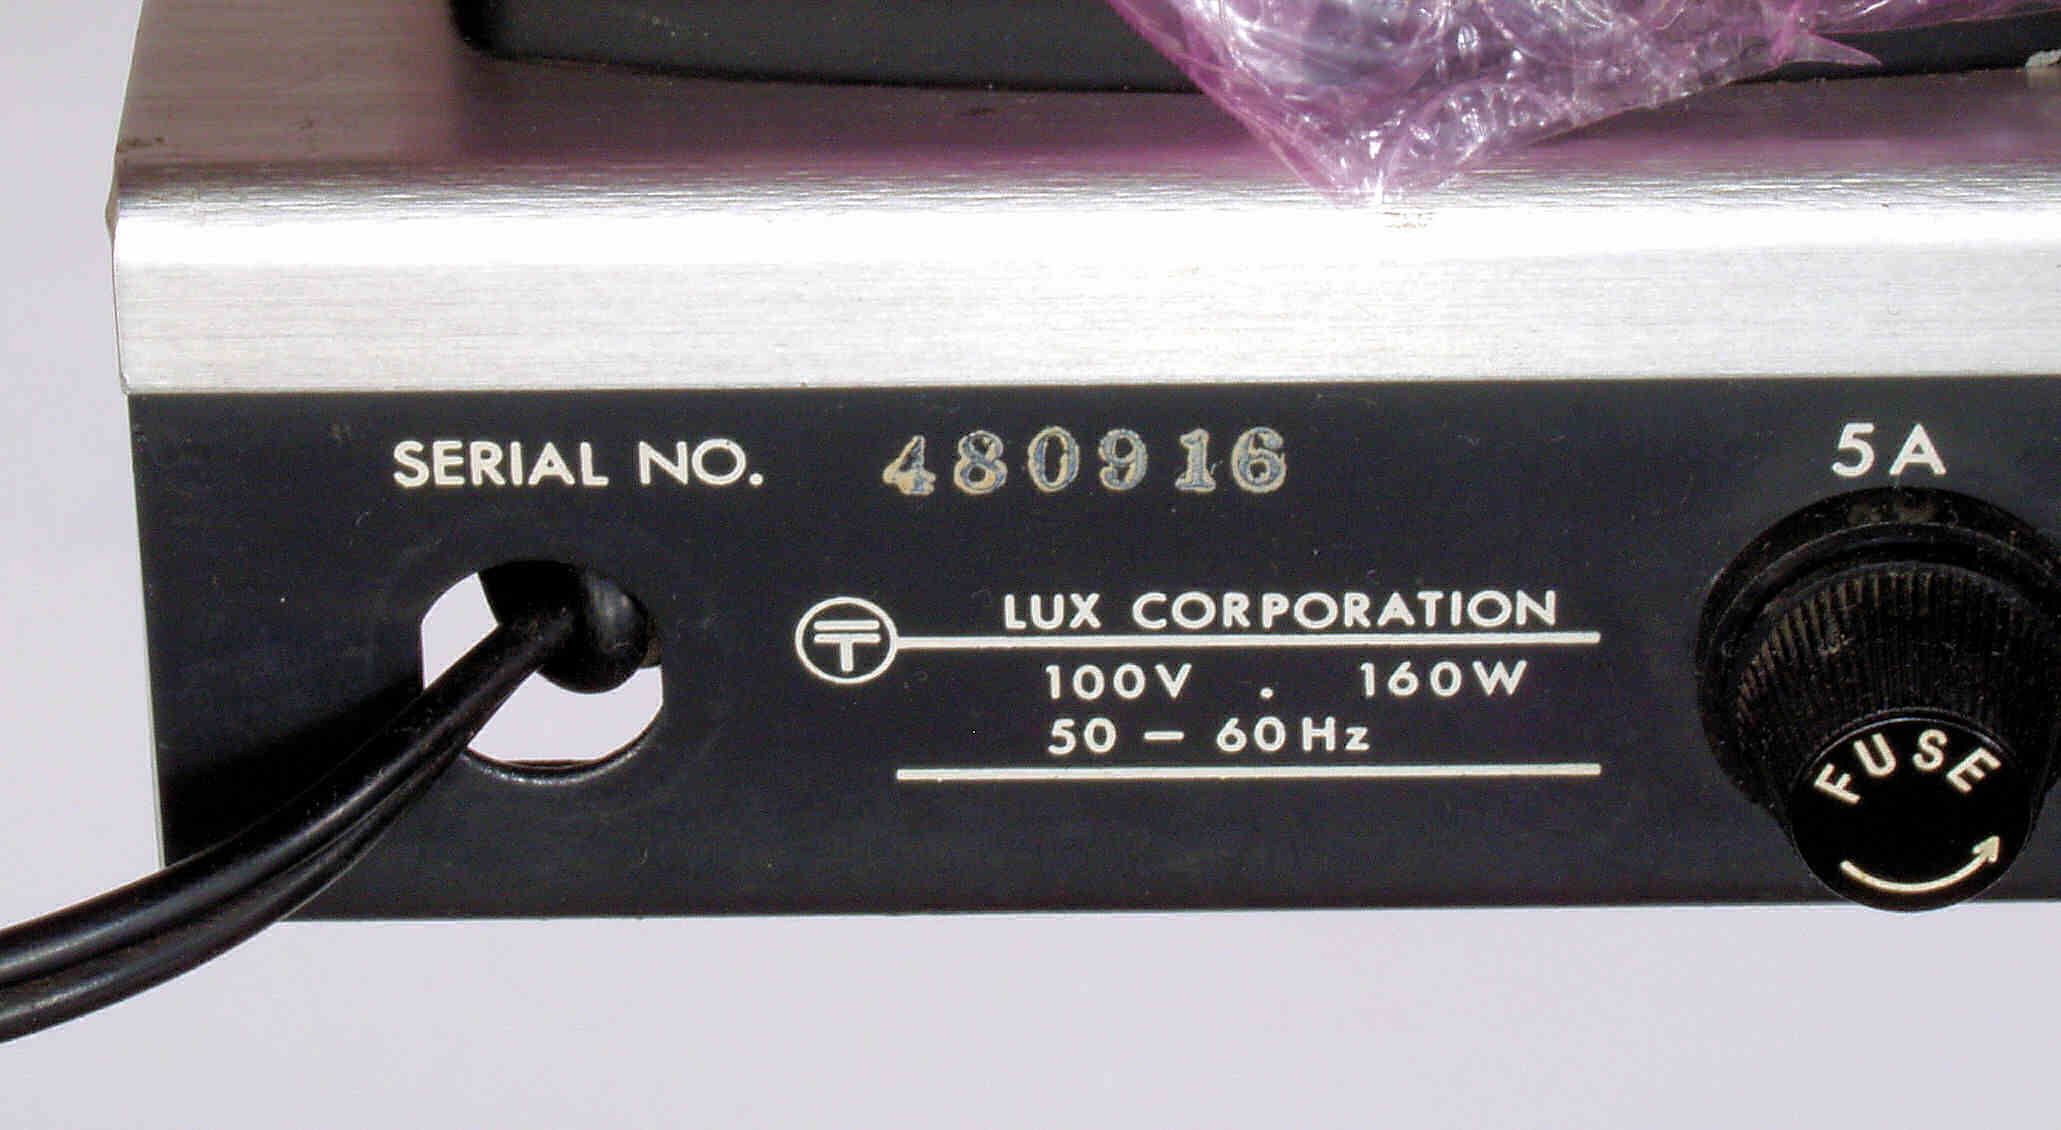 SERIAL NO. 480916
5A
LUX CORPORATION
100V . 160W
50 – 60Hz
FUSE